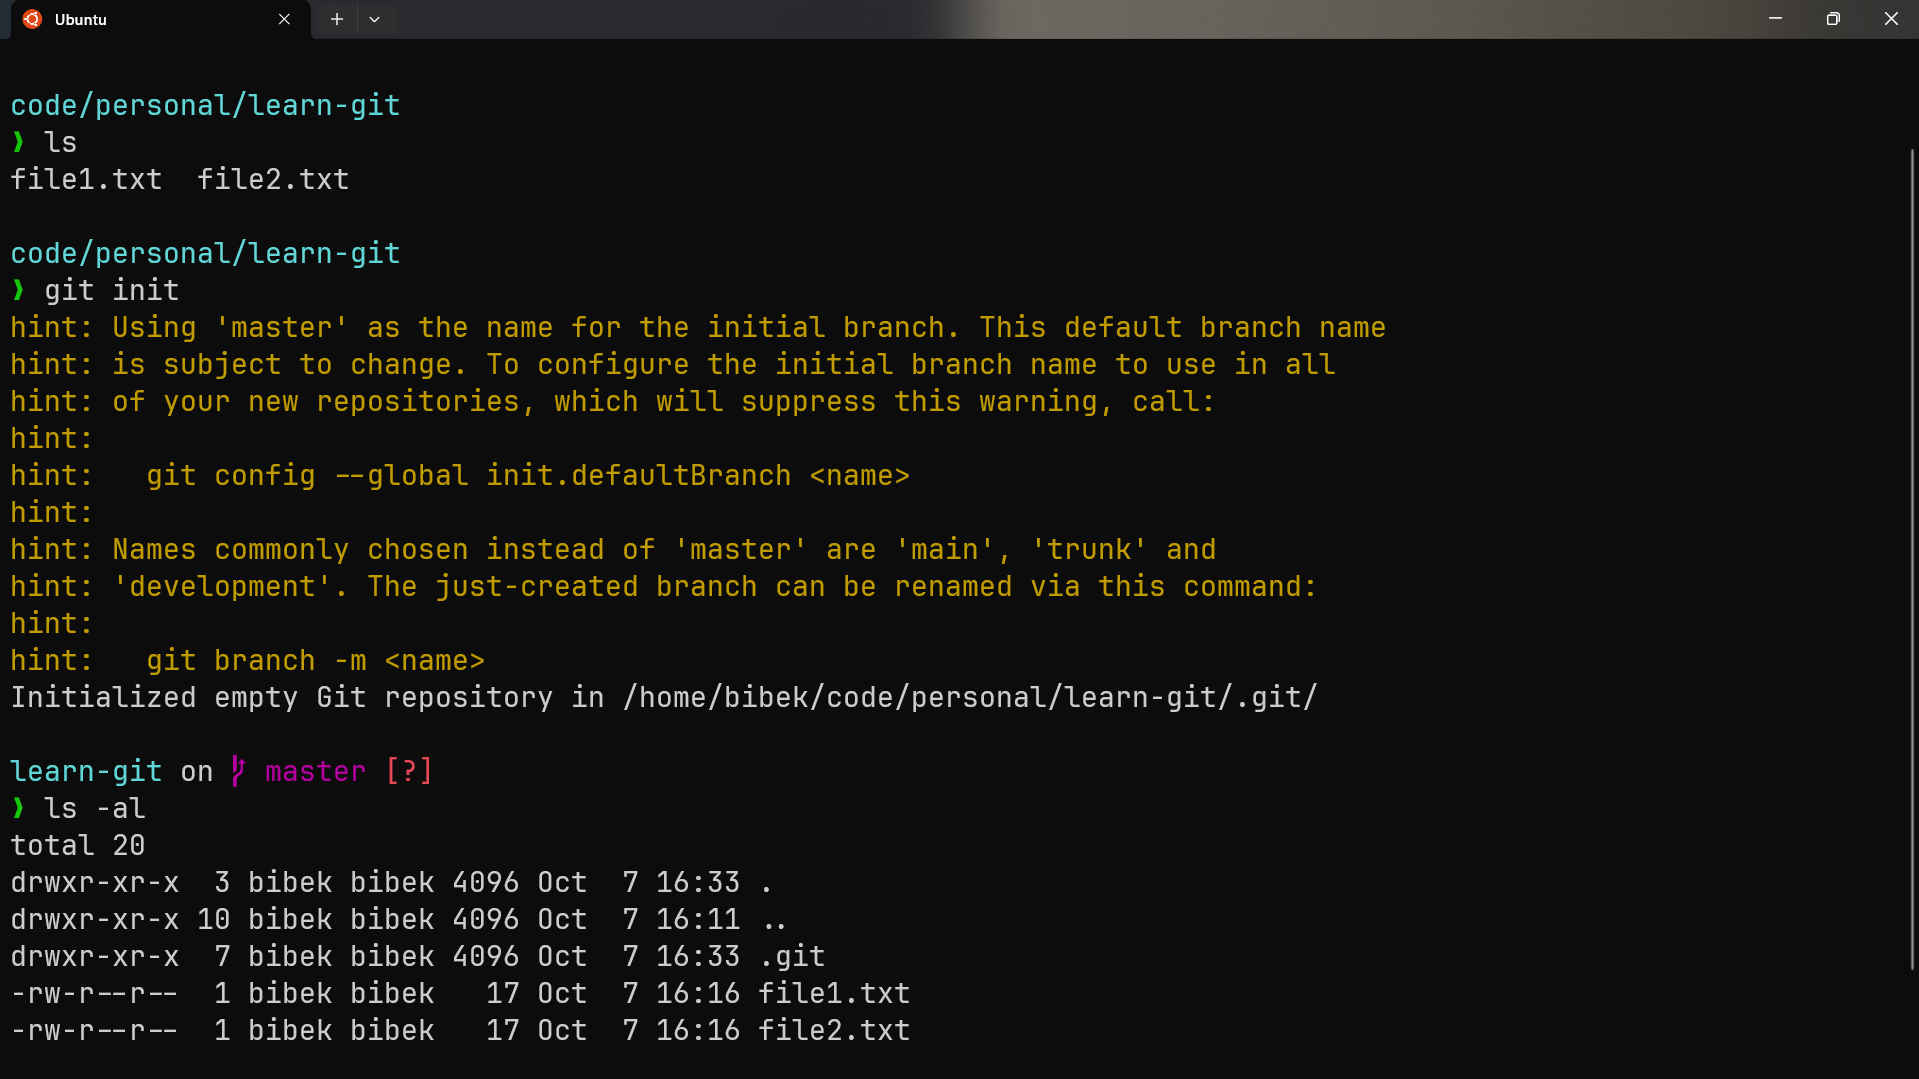 Ubuntu
code/personal/learn-git
❯ ls
file1.txt  file2.txt
code/personal/learn-git
❯ git init
hint: Using 'master' as the name for the initial branch. This default branch name
hint: is subject to change. To configure the initial branch name to use in all
hint: of your new repositories, which will suppress this warning, call:
hint:
hint:   git config --global init.defaultBranch <name>
hint:
hint: Names commonly chosen instead of 'master' are 'main', 'trunk' and
hint: 'development'. The just-created branch can be renamed via this command:
hint:
hint:   git branch -m <name>
Initialized empty Git repository in /home/bibek/code/personal/learn-git/.git/
learn-git on master [?]
❯ ls -al
total 20
drwxr-xr-x  3 bibek bibek 4096 Oct  7 16:33 .
drwxr-xr-x 10 bibek bibek 4096 Oct  7 16:11 ..
drwxr-xr-x  7 bibek bibek 4096 Oct  7 16:33 .git
-rw-r--r--  1 bibek bibek   17 Oct  7 16:16 file1.txt
-rw-r--r--  1 bibek bibek   17 Oct  7 16:16 file2.txt